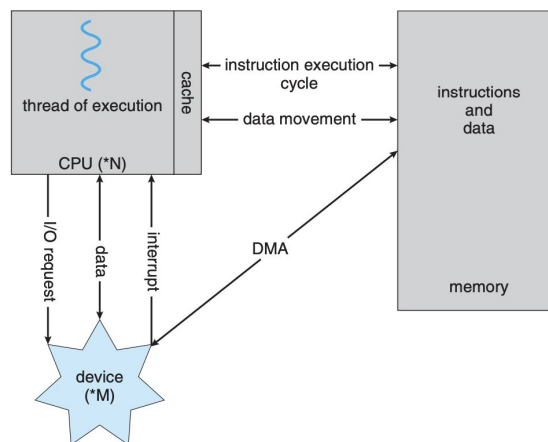 thread of execution
cache
CPU (*N)
instruction execution
cycle
data movement
instructions
and
data
memory
I/O request
data
interrupt
DMA
device
(*M)